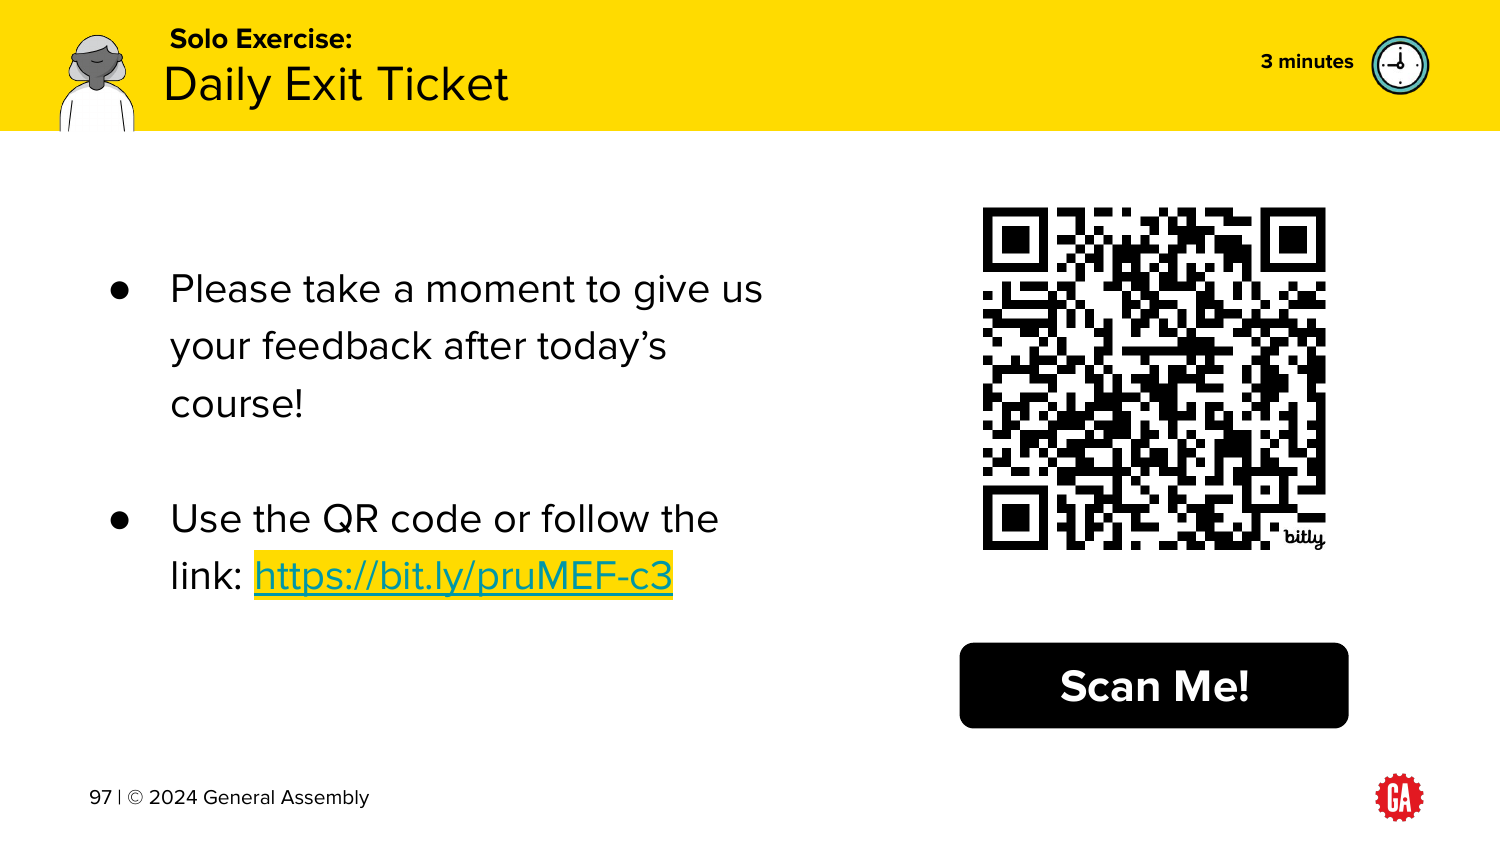 Solo Exercise:
Daily Exit Ticket
3 minutes
● Please take a moment to give us
your feedback after today’s
course!
● Use the QR code or follow the
link: https://bit.ly/pruMEF-c3
bitly
Scan Me!
97 | © 2024 General Assembly
GA